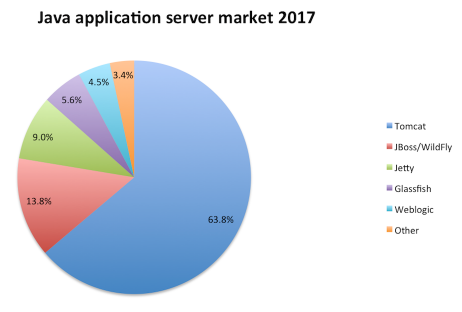 Java application server market 2017
3.4%
4.5%
5.6%
9.0%
13.8%
63.8%
Tomcat
JBoss/WildFly
Jetty
Glassfish
Weblogic
Other